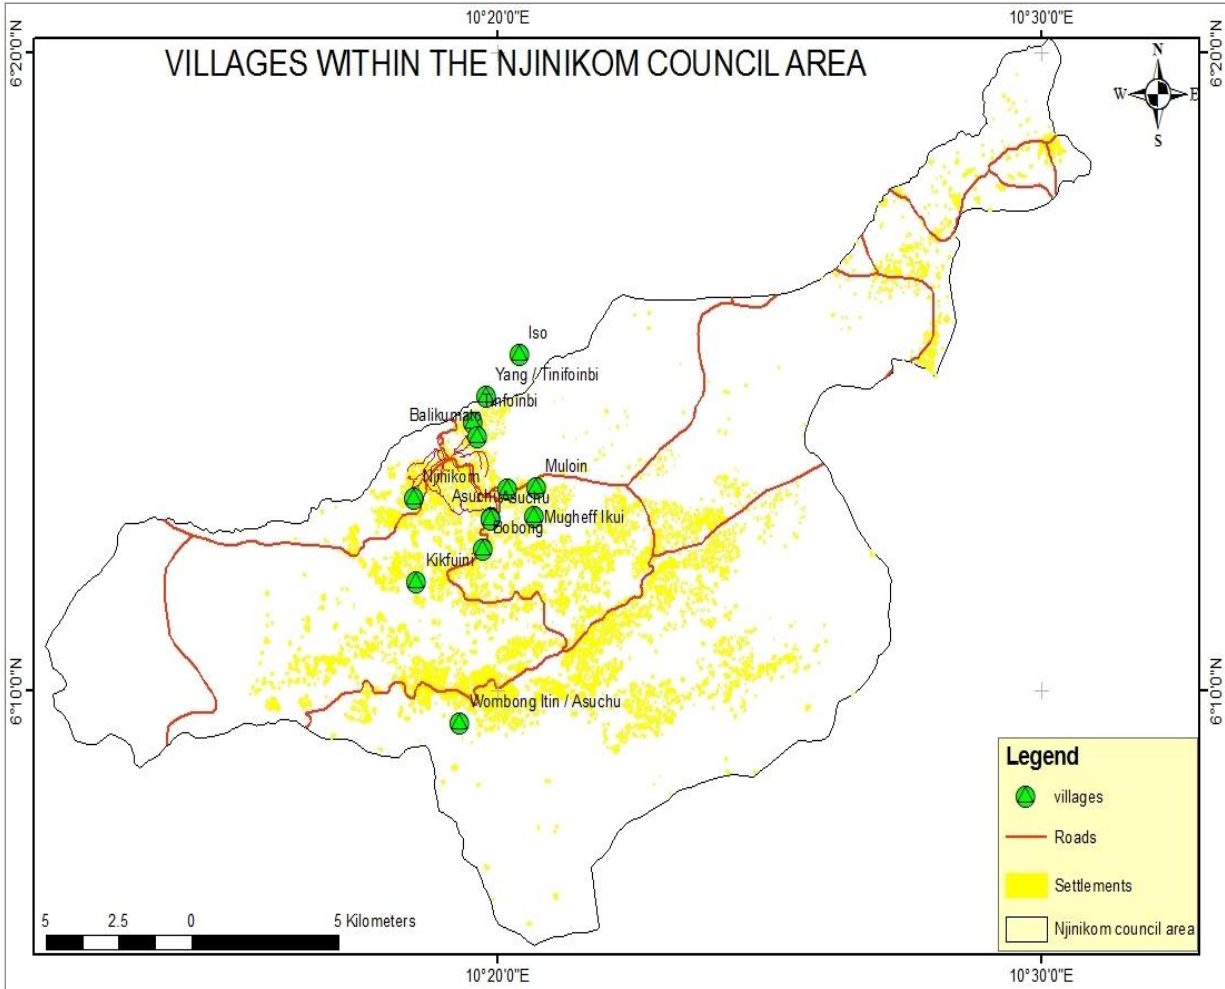 10°20'0"E 10°30'0"E
6°20'0"N 6°20'0"N
VILLAGES WITHIN THE NJINIKOM COUNCIL AREA
N
W E
S
Iso
Yang / Tinifoinbi
Tinfoinbi
Balikumato
Njinikom
Muloin
Asuchu Asuchu
Mugheff Ikui
Bobong
Kikfuini
6°10'0"N 6°10'0"N
Wombong Itin / Asuchu
Legend
villages
Roads
Settlements
Njinikom council area
5 2.5 0 5 Kilometers
10°20'0"E 10°30'0"E